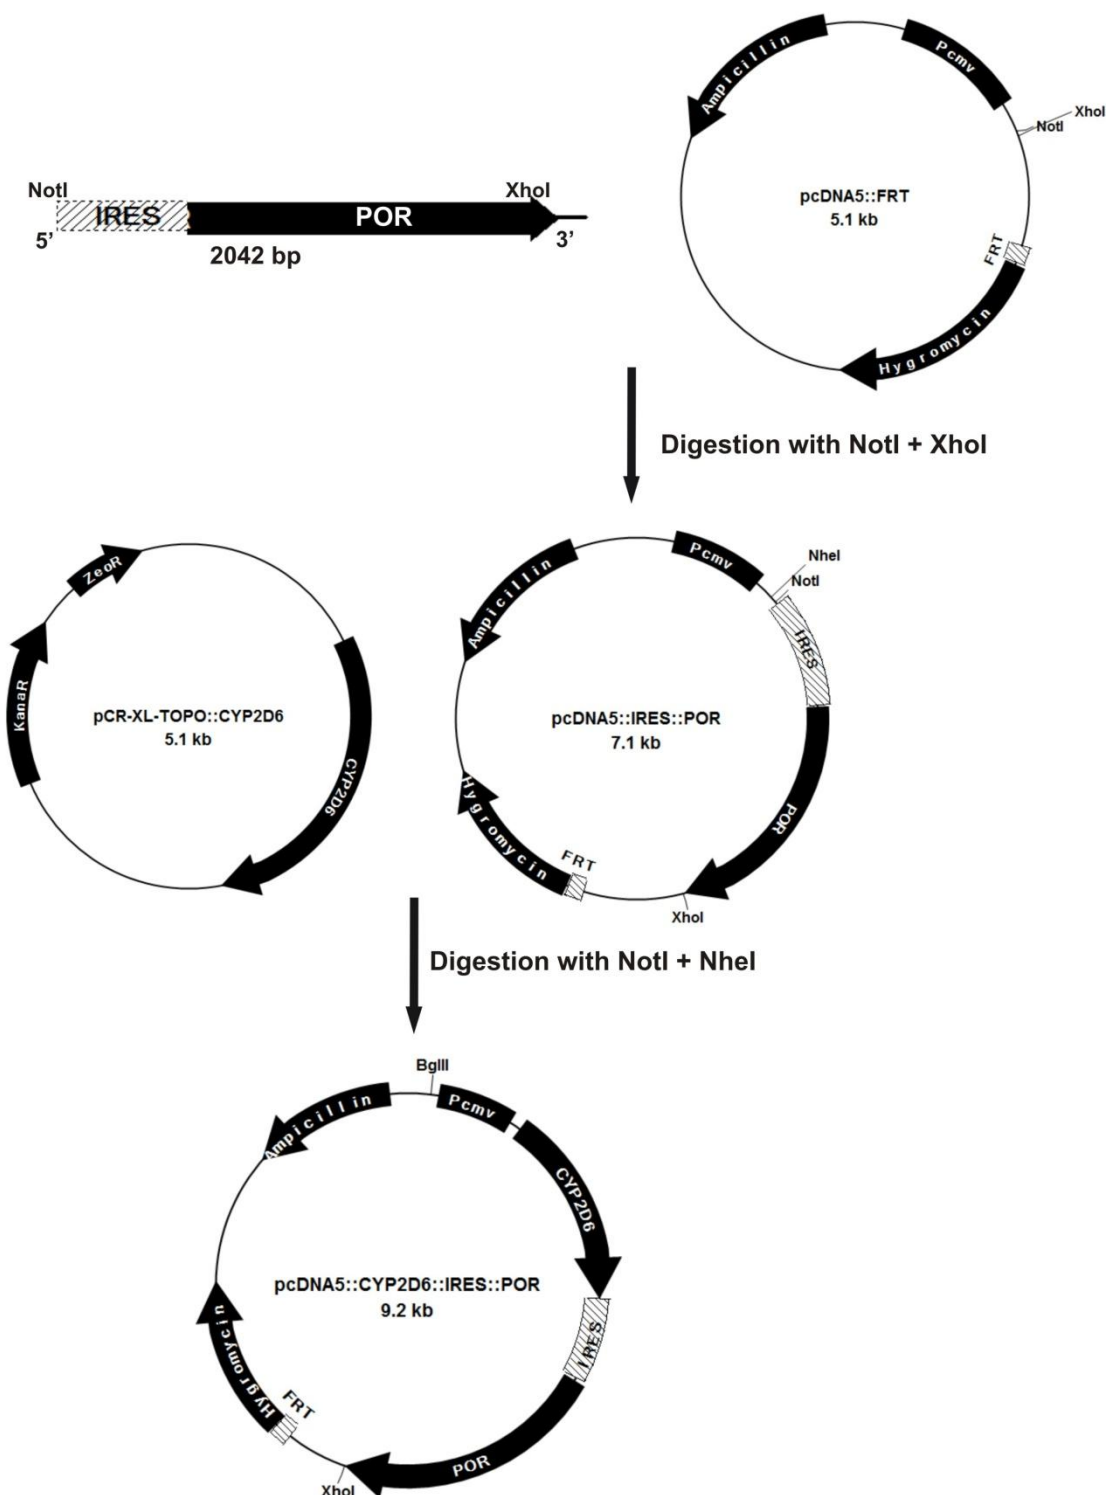 NotI
XhoI
IRES
POR
5’
3’
2042 bp
Ampicillin
Pcmv
XhoI
NotI
pcDNA5::FRT
5.1 kb
FRT
Hygromycin
Digestion with NotI + XhoI
ZeoR
KanaR
pCR-XL-TOPO::CYP2D6
5.1 kb
CYP2D6
Ampicillin
Pcmv
NheI
NotI
IRES
pcDNA5::IRES::POR
7.1 kb
POR
Hygromycin
FRT
XhoI
Digestion with NotI + NheI
BglII
Ampicillin
Pcmv
CYP2D6
pcDNA5::CYP2D6::IRES::POR
9.2 kb
IRES
Hygromycin
FRT
POR
XhoI